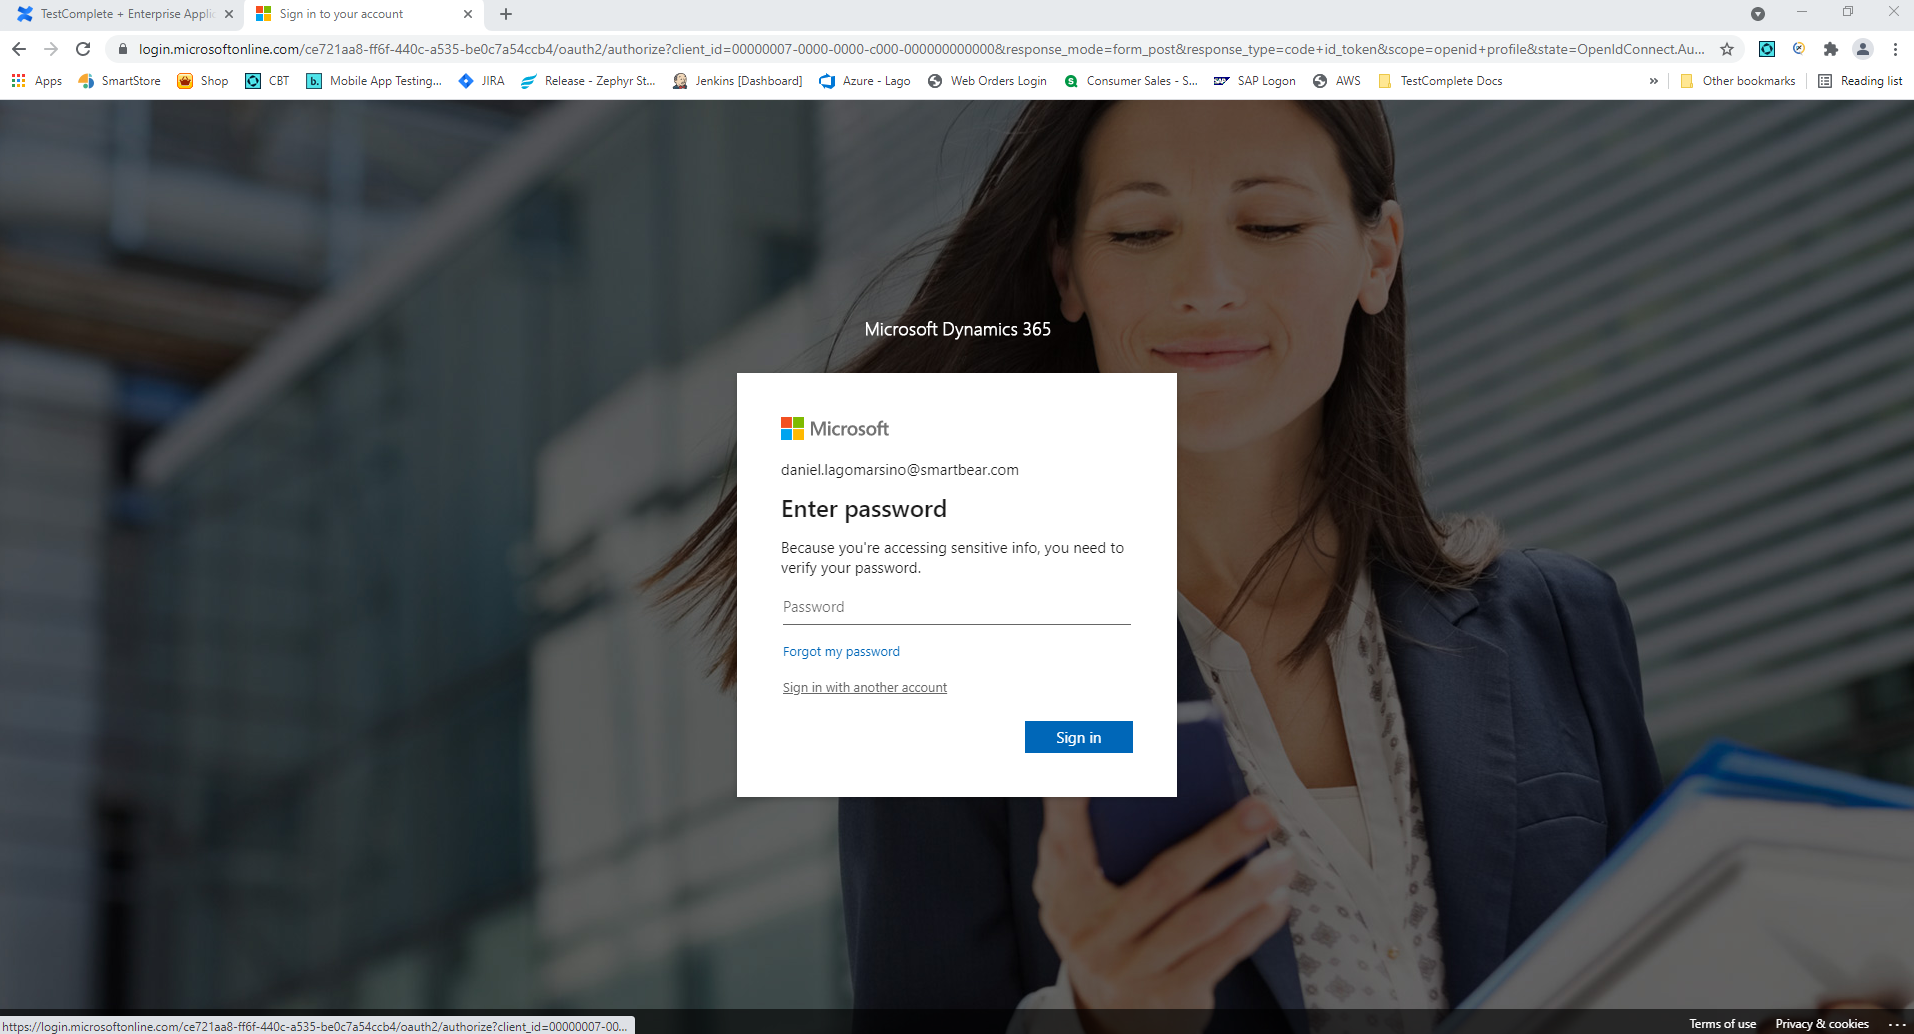 TestComplete + Enterprise Applic
Sign in to your account
login.microsoftonline.com/ce721aa8-ff6f-440c-a535-be0c7a54ccb4/oauth2/authorize?client_id=00000007-0000-0000-c000-000000000000&response_mode=form_post&response_type=code+id_token&scope=openid+profile&state=OpenIdConnect.Au...
Apps SmartStore Shop CBT b. Mobile App Testing... JIRA Release - Zephyr St... Jenkins [Dashboard] Azure - Lago Web Orders Login S Consumer Sales - S... SAP SAP Logon AWS TestComplete Docs » Other bookmarks Reading list
Microsoft Dynamics 365
Microsoft
daniel.lagomarsino@smartbear.com
Enter password
Because you're accessing sensitive info, you need to
verify your password.
Password
Forgot my password
Sign in with another account
Sign in
https://login.microsoftonline.com/ce721aa8-ff6f-440c-a535-be0c7a54ccb4/oauth2/authorize?client_id=00000007-00...
Terms of use Privacy & cookies ...